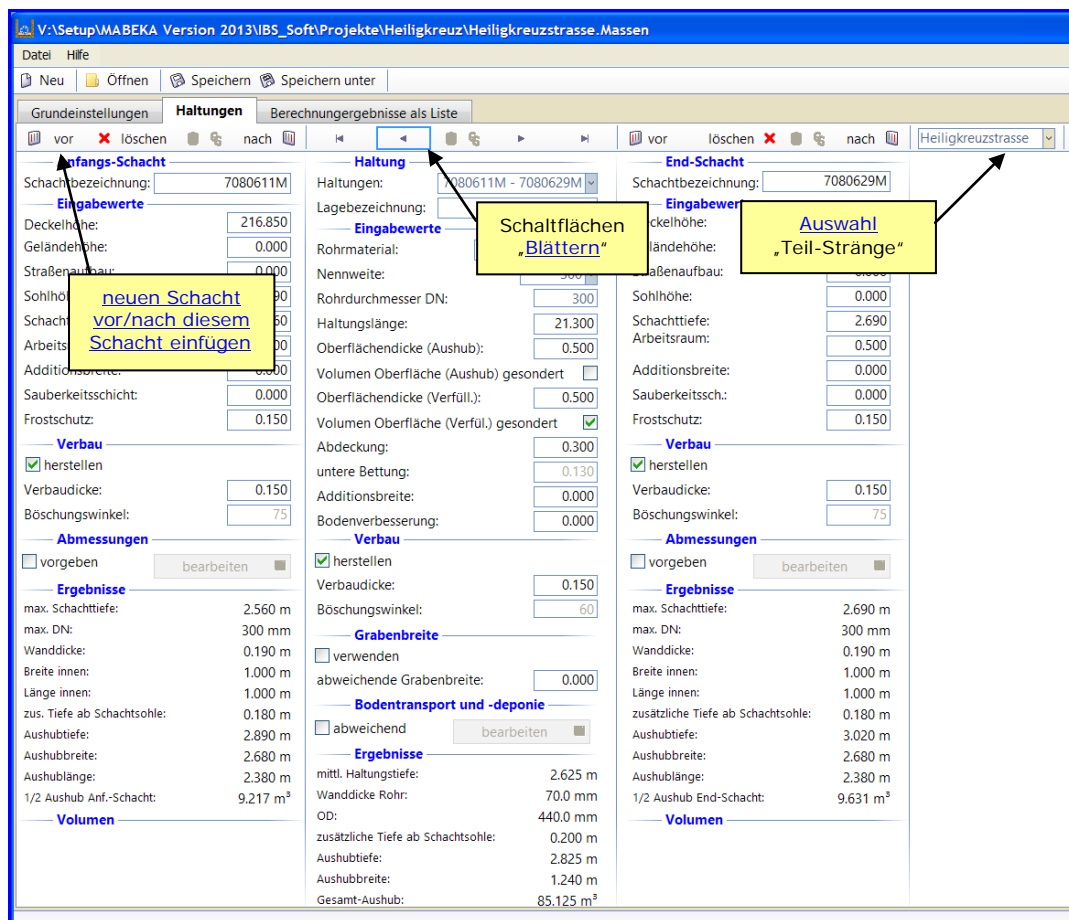 V:\Setup\MABEKA Version 2013\IBS_Soft\Projekte\Heiligkreuz\Heiligkreuzstrasse.Massen
Datei Hilfe
Neu Öffnen Speichern Speichern unter
Grundeinstellungen Haltungen Berechnungergebnisse als Liste
vor löschen nach vor löschen nach Heiligkreuzstrasse
Anfangs-Schacht
Schachtbezeichnung: 7080611M
Eingabewerte
Deckelhöhe: 216.850
Geländehöhe: 0.000
Straßenaufbau: 0.000
neuen Schacht
vor/nach diesem
Schacht einfügen
Additionsbreite: 0.000
Sauberkeitsschicht: 0.000
Frostschutz: 0.150
Verbau
herstellen
Verbaudicke: 0.150
Böschungswinkel: 75
Abmessungen
vorgeben bearbeiten
Ergebnisse
max. Schachttiefe: 2.560 m
max. DN: 300 mm
Wanddicke: 0.190 m
Breite innen: 1.000 m
Länge innen: 1.000 m
zus. Tiefe ab Schachtsohle: 0.180 m
Aushubtiefe: 2.890 m
Aushubbreite: 2.680 m
Aushublänge: 2.380 m
1/2 Aushub Anf.-Schacht: 9.217 m³
Volumen
Haltung
Haltungen: 7080611M - 7080629M
Lagebezeichnung:
Eingabewerte
Schaltflächen
„Blättern“
Rohrmaterial:
Nennweite: 300
Rohrdurchmesser DN: 300
Haltungslänge: 21.300
Oberflächendicke (Aushub): 0.500
Volumen Oberfläche (Aushub) gesondert
Oberflächendicke (Verfüll.): 0.500
Volumen Oberfläche (Verfül.) gesondert
Abdeckung: 0.300
untere Bettung: 0.130
Additionsbreite: 0.000
Bodenverbesserung: 0.000
Verbau
herstellen
Verbaudicke: 0.150
Böschungswinkel: 60
Grabenbreite
verwenden
abweichende Grabenbreite: 0.000
Bodentransport und -deponie
abweichend bearbeiten
Ergebnisse
mittl. Haltungstiefe: 2.625 m
Wanddicke Rohr: 70.0 mm
OD: 440.0 mm
zusätzliche Tiefe ab Schachtsohle: 0.200 m
Aushubtiefe: 2.825 m
Aushubbreite: 1.240 m
Gesamt-Aushub: 85.125 m³
End-Schacht
Schachtbezeichnung: 7080629M
Eingabewerte
Auswahl
„Teil-Stränge“
Sohlhöhe: 0.000
Schachttiefe: 2.690
Arbeitsraum: 0.500
Additionsbreite: 0.000
Sauberkeitssch.: 0.000
Frostschutz: 0.150
Verbau
herstellen
Verbaudicke: 0.150
Böschungswinkel: 75
Abmessungen
vorgeben bearbeiten
Ergebnisse
max. Schachttiefe: 2.690 m
max. DN: 300 mm
Wanddicke: 0.190 m
Breite innen: 1.000 m
Länge innen: 1.000 m
zusätzliche Tiefe ab Schachtsohle: 0.180 m
Aushubtiefe: 3.020 m
Aushubbreite: 2.680 m
Aushublänge: 2.380 m
1/2 Aushub End-Schacht: 9.631 m³
Volumen